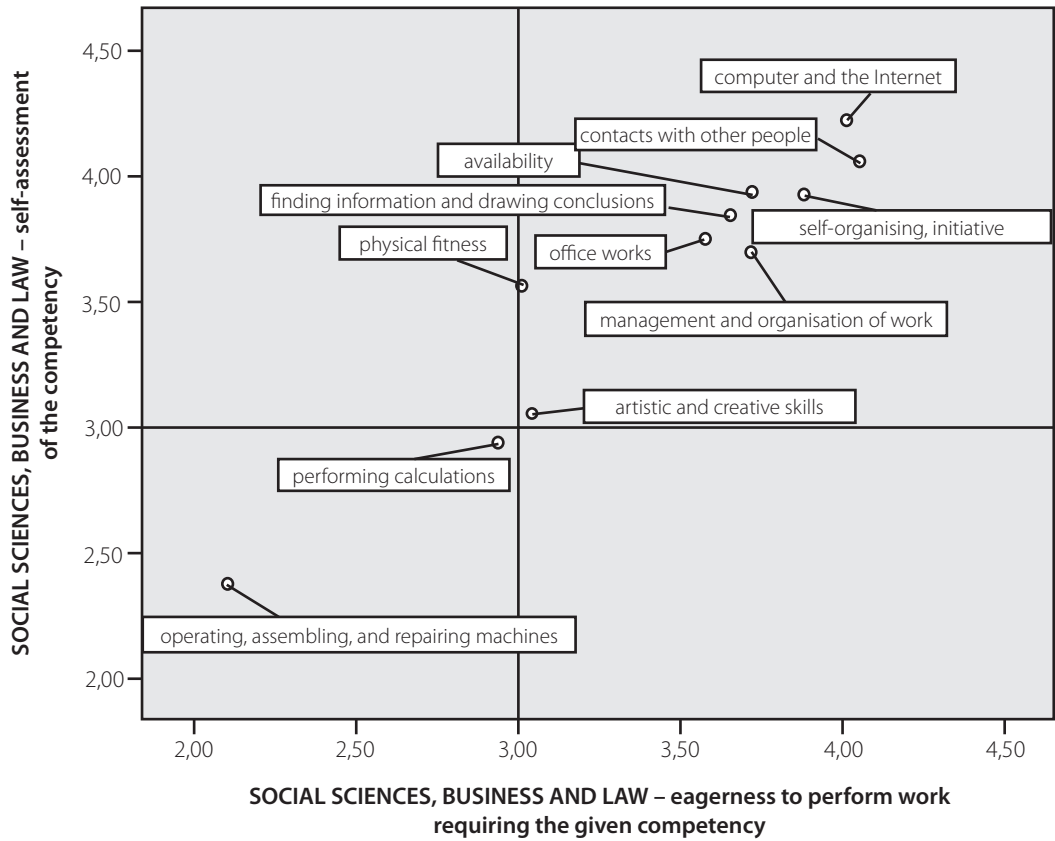 SOCIAL SCIENCES, BUSINESS AND LAW – self-assessment
of the competency
4,50
4,00
3,50
3,00
2,50
2,00
computer and the Internet
contacts with other people
availability
finding information and drawing conclusions
self-organising, initiative
physical fitness
office works
management and organisation of work
artistic and creative skills
performing calculations
operating, assembling, and repairing machines
2,00
2,50
3,00
3,50
4,00
4,50
SOCIAL SCIENCES, BUSINESS AND LAW – eagerness to perform work
requiring the given competency